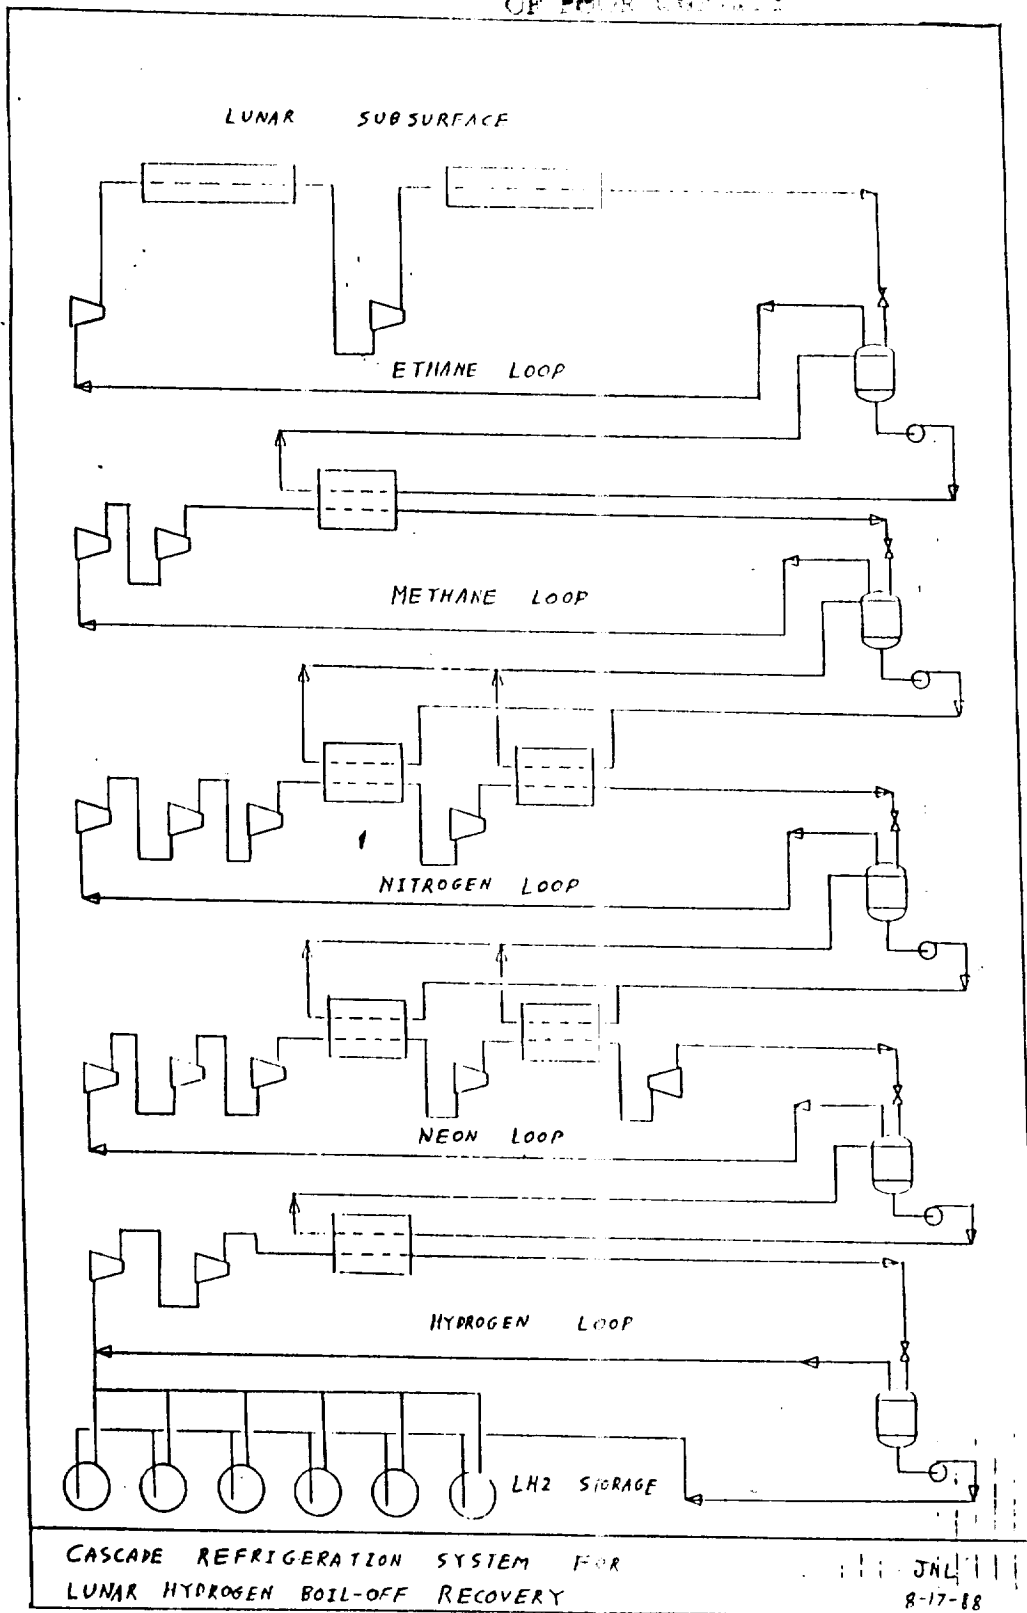 LUNAR SUBSURFACE
ETHANE LOOP
METHANE LOOP
NITROGEN LOOP
NEON LOOP
HYDROGEN LOOP
LH2 STORAGE
CASCADE REFRIGERATION SYSTEM FOR
LUNAR HYDROGEN BOIL-OFF RECOVERY
JNL
8-17-88